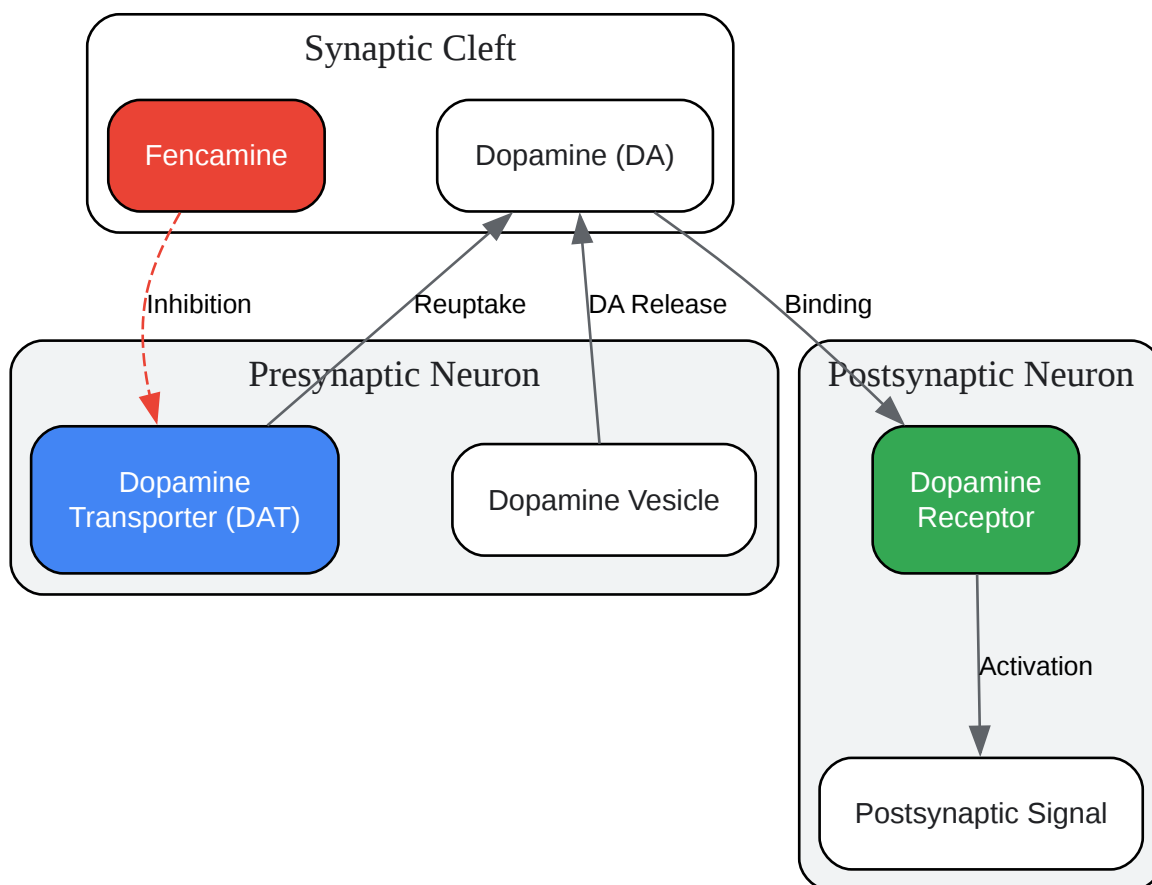 Synaptic Cleft
Fencamine
Dopamine (DA)
Inhibition
Reuptake
DA Release
Binding
Presynaptic Neuron
Postsynaptic Neuron
Dopamine
Transporter (DAT)
Dopamine Vesicle
Dopamine
Receptor
Activation
Postsynaptic Signal